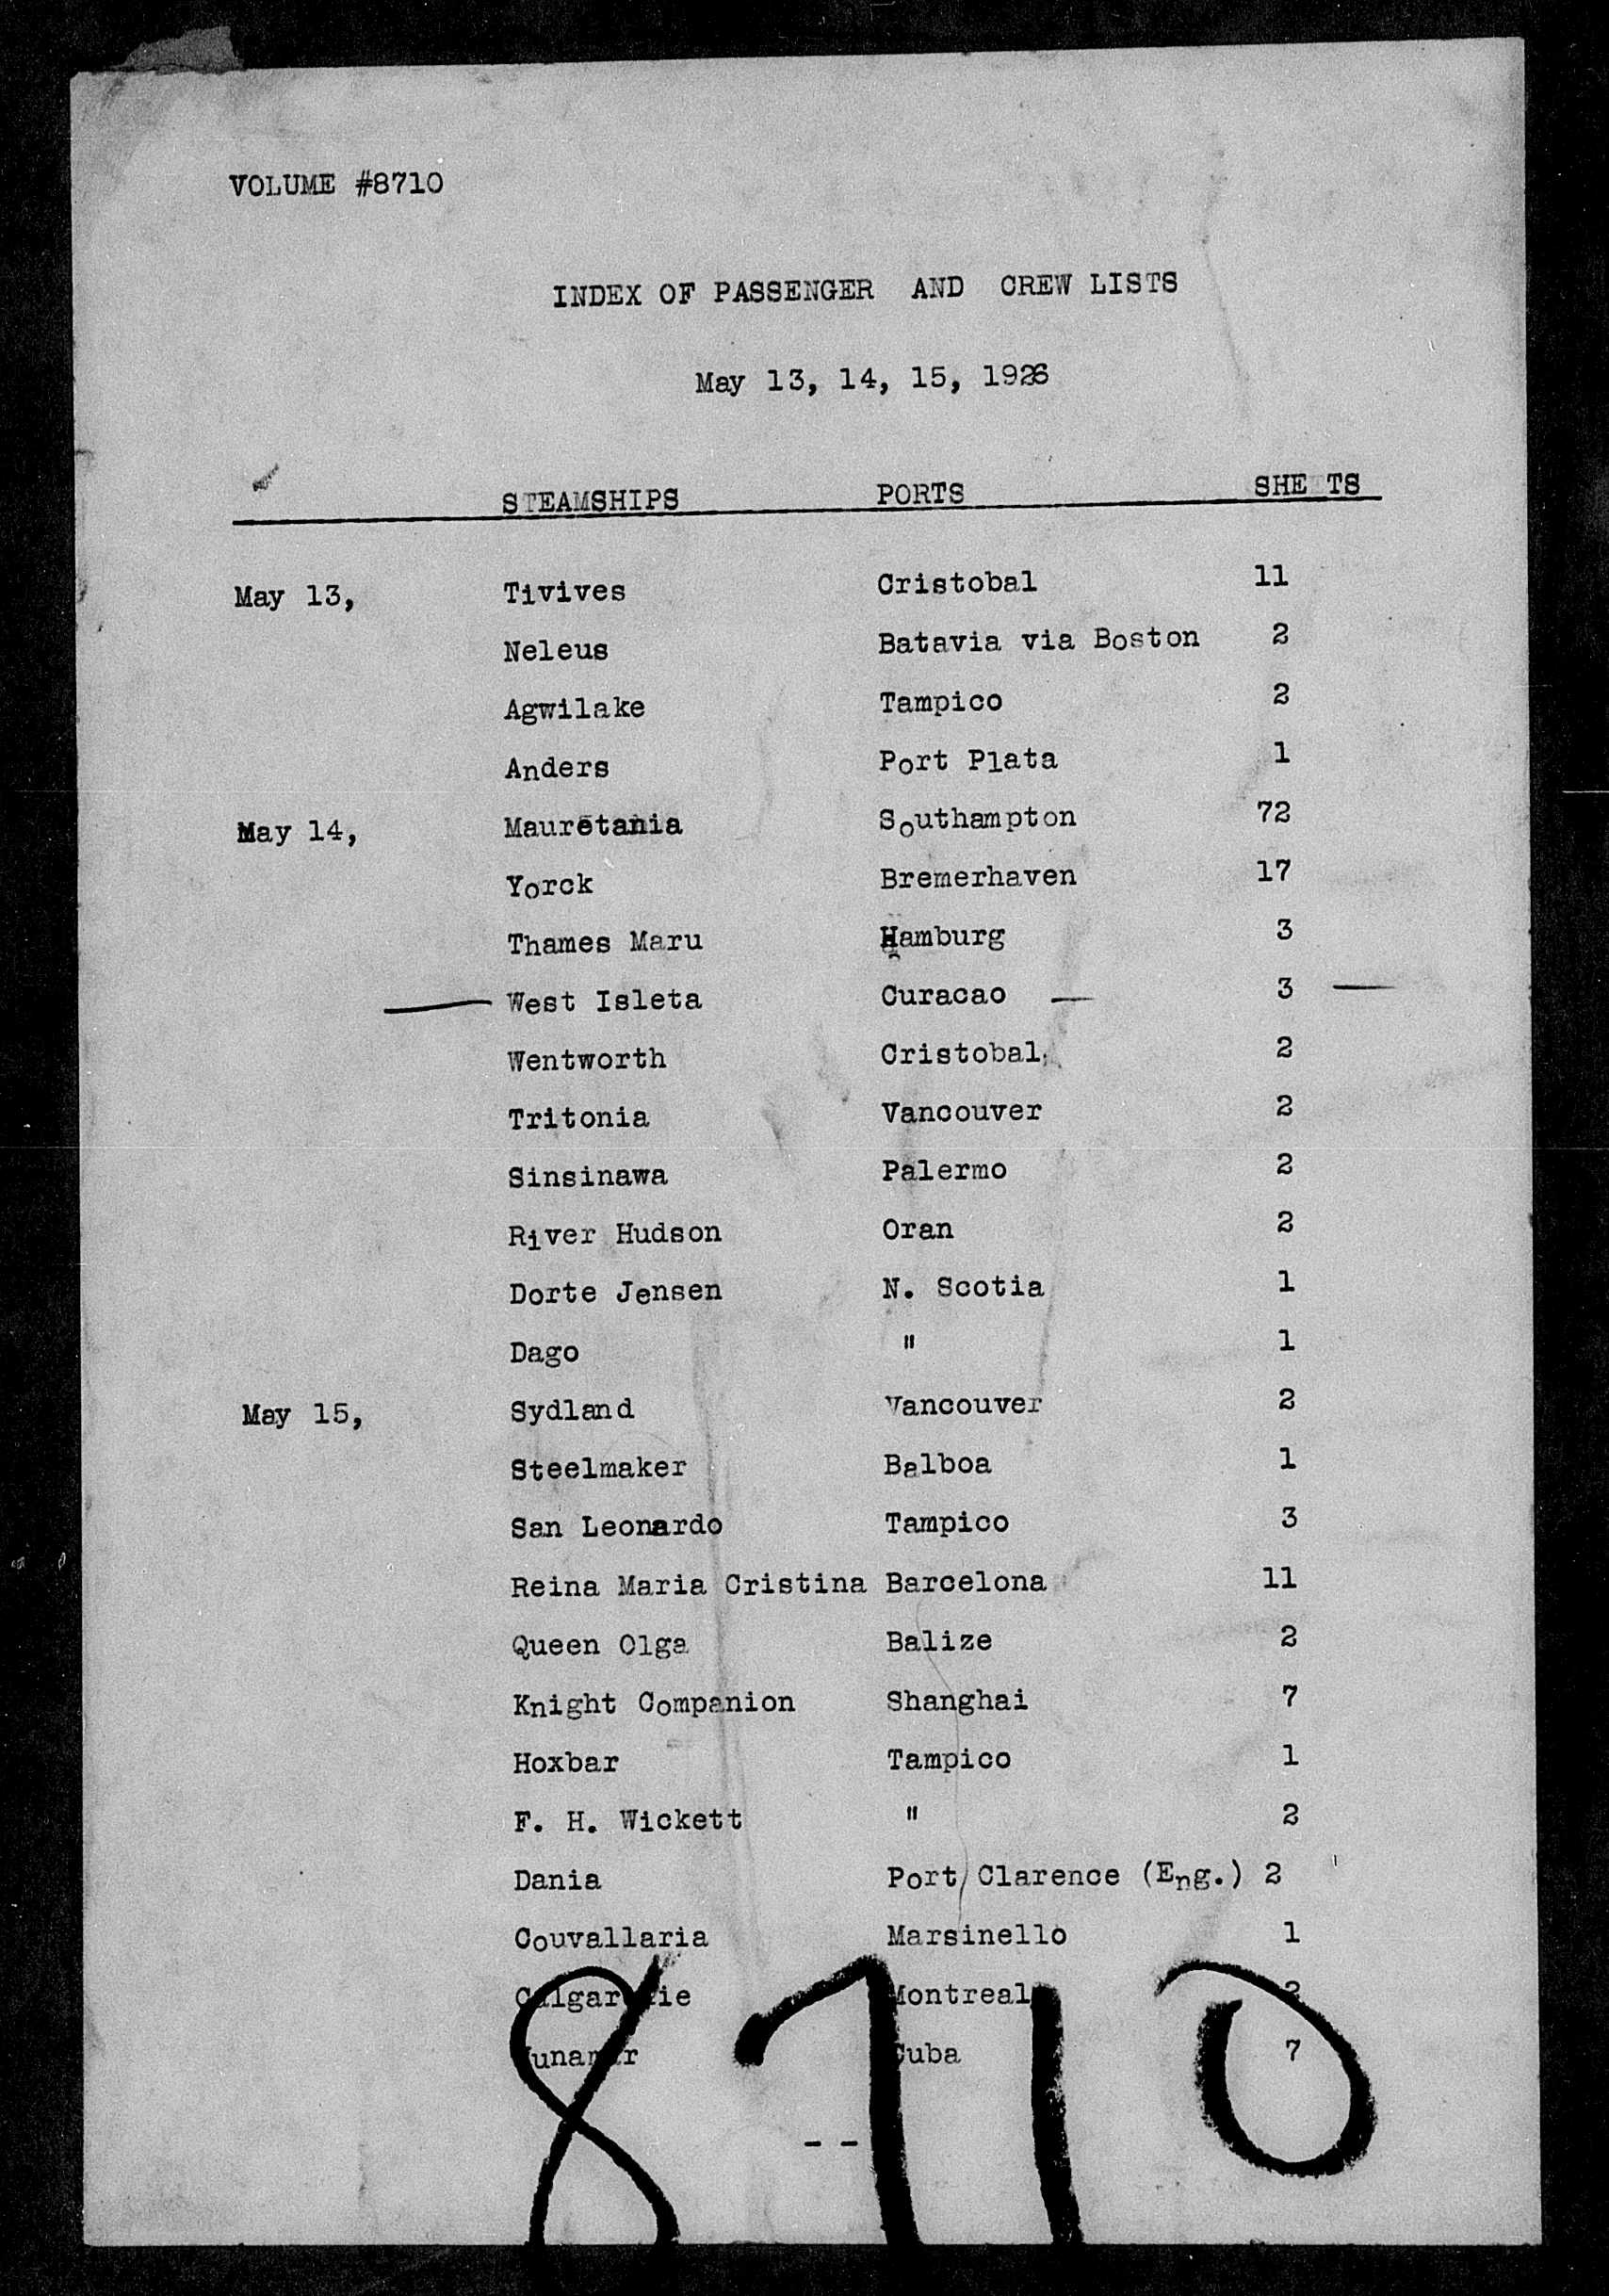 VOLUME #8710
INDEX OF PASSENGER AND CREW LISTS
May 13, 14, 15, 1926
STEAMSHIPS PORTS SHE TS
May 13, Tivives Cristobal 11
Neleus Batavia via Boston 2
Agwilake Tampico 2
Anders Port Plata 1
May 14, Mauretania Southampton 72
Yorck Bremerhaven 17
Thames Maru Hamburg 3
West Isleta Curacao — 3 —
Wentworth Cristobal 2
Tritonia Vancouver 2
Sinsinawa Palermo 2
River Hudson Oran 2
Dorte Jensen N. Scotia 1
Dago " 1
May 15, Sydland Vancouver 2
Steelmaker Balboa 1
San Leonardo Tampico 3
Reina Maria Cristina Barcelona 11
Queen Olga Balize 2
Knight Companion Shanghai 7
Hoxbar Tampico 1
F. H. Wickett " 2
Dania Port Clarence (Eng.) 2
Couvallaria Marsinello 1
Montreal 2
Cuba 7
--
8710